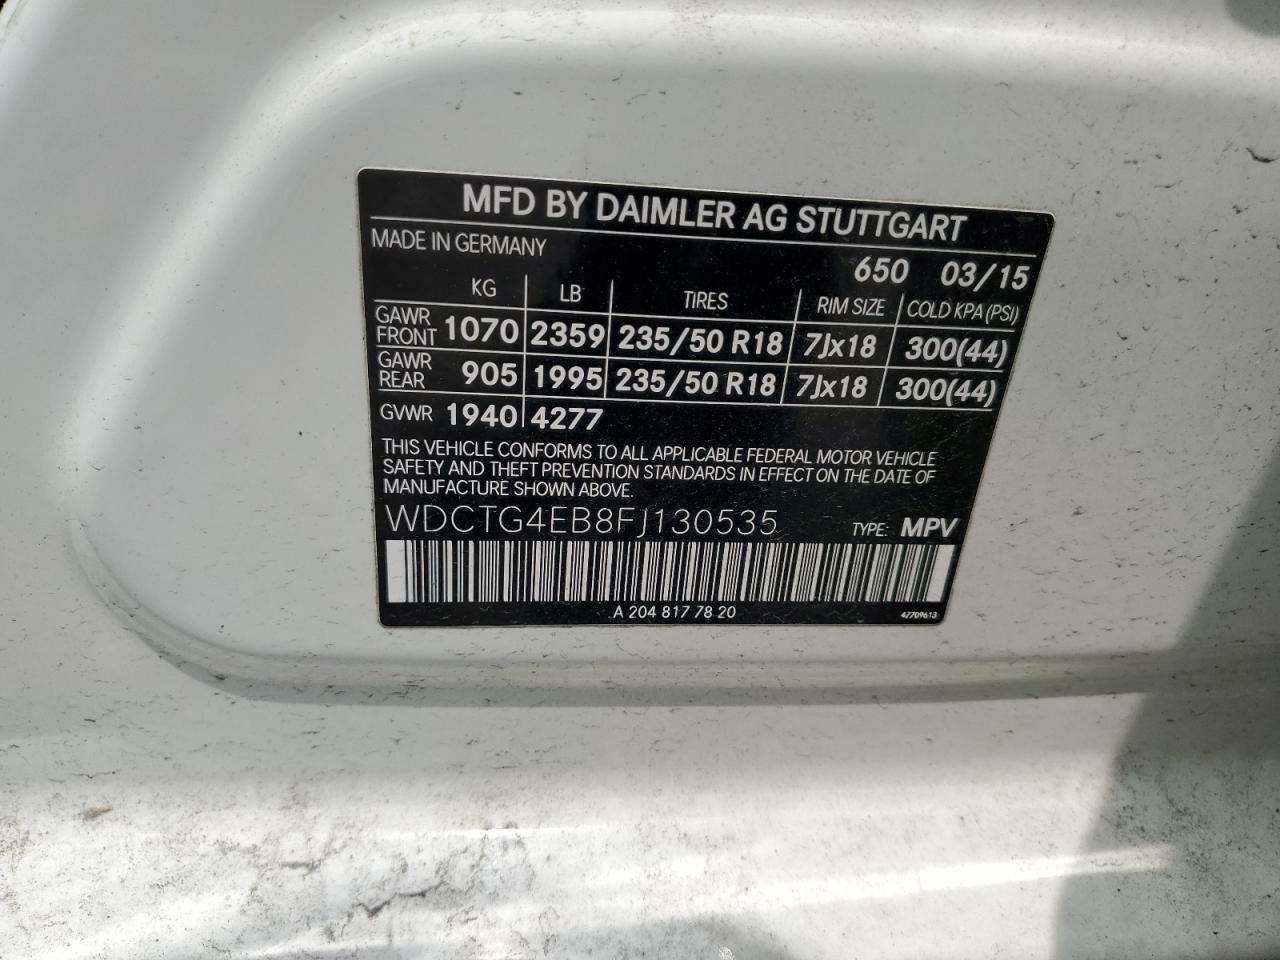 MFD BY DAIMLER AG STUTTGART
MADE IN GERMANY
650 03/15
KG LB TIRES RIM SIZE COLD KPA (PSI)
GAWR FRONT 1070 2359 235/50 R18 7Jx18 300(44)
GAWR REAR 905 1995 235/50 R18 7Jx18 300(44)
GVWR 1940 4277
THIS VEHICLE CONFORMS TO ALL APPLICABLE FEDERAL MOTOR VEHICLE
SAFETY AND THEFT PREVENTION STANDARDS IN EFFECT ON THE DATE OF
MANUFACTURE SHOWN ABOVE.
WDCTG4EB8FJ130535 TYPE: MPV
A 204 817 78 20 47709613